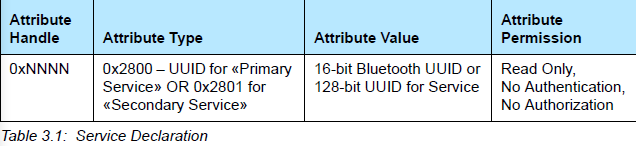 Attribute Handle
Attribute Type
Attribute Value
Attribute Permission
0xNNNN
0x2800 – UUID for «Primary
Service» OR 0x2801 for
«Secondary Service»
16-bit Bluetooth UUID or
128-bit UUID for Service
Read Only,
No Authentication,
No Authorization
Table 3.1: Service Declaration